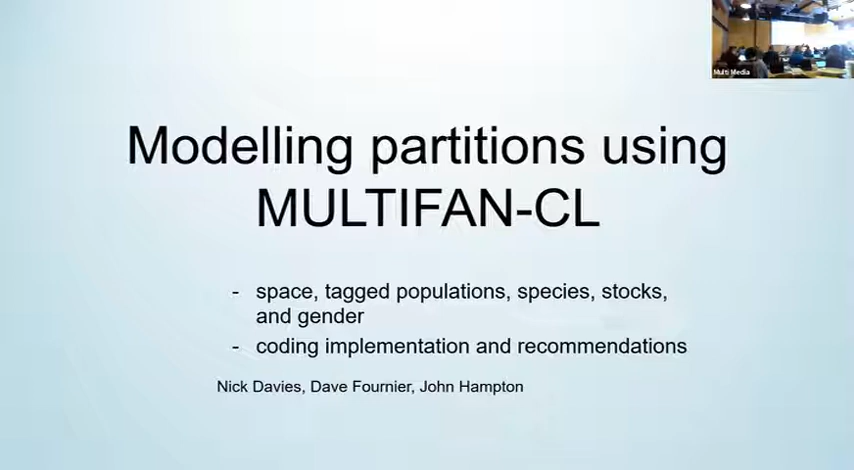 Multi Media
Modelling partitions using
MULTIFAN-CL
- space, tagged populations, species, stocks,
and gender
- coding implementation and recommendations
Nick Davies, Dave Fournier, John Hampton